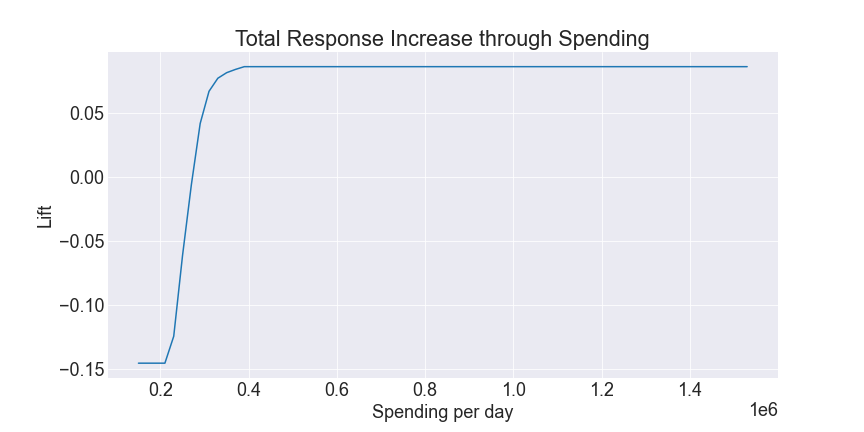 Total Response Increase through Spending
0.05
0.00
−0.05
−0.10
−0.15
Lift
0.2 0.4 0.6 0.8 1.0 1.2 1.4
1e6
Spending per day